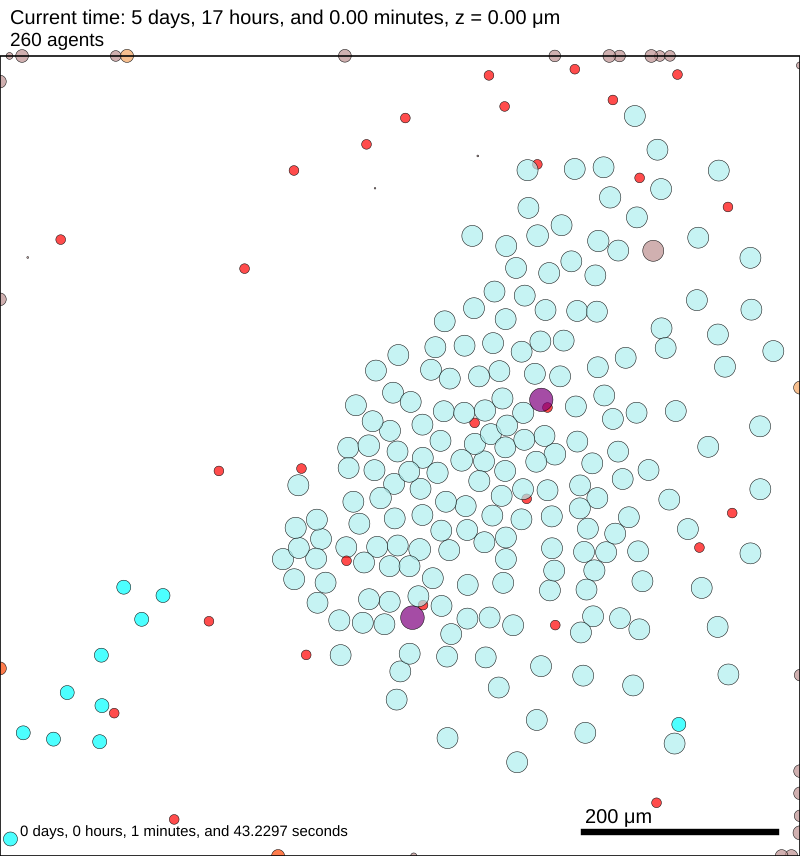 Current time: 5 days, 17 hours, and 0.00 minutes, z = 0.00 μm
260 agents
200 μm
0 days, 0 hours, 1 minutes, and 43.2297 seconds